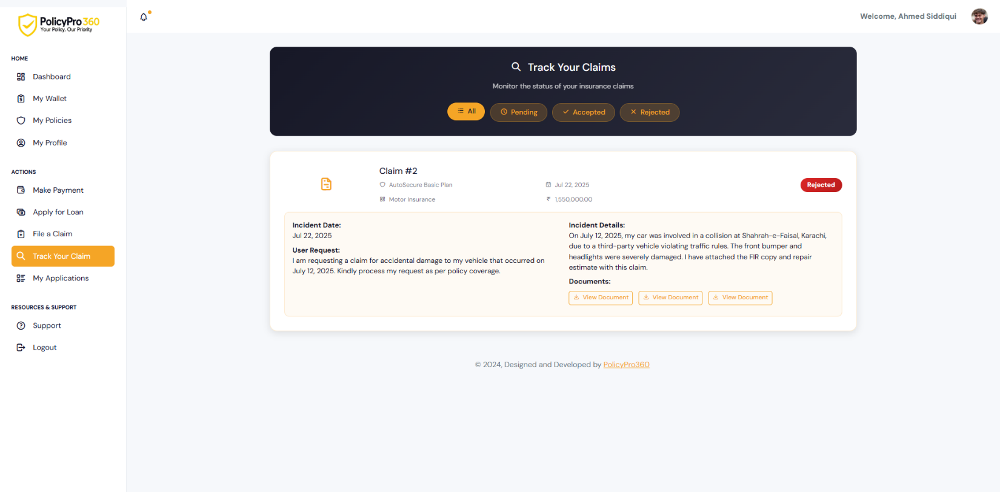 PolicyPro360
Your Policy, Our Priority
Welcome, Ahmed Siddiqui
HOME
Dashboard
My Wallet
My Policies
My Profile
ACTIONS
Make Payment
Apply for Loan
File a Claim
Track Your Claim
My Applications
RESOURCES & SUPPORT
Support
Logout
Track Your Claims
Monitor the status of your insurance claims
All Pending Accepted Rejected
Claim #2
AutoSecure Basic Plan Jul 22, 2025
Motor Insurance ₹ 1,550,000.00
Rejected
Incident Date:
Jul 22, 2025
User Request:
I am requesting a claim for accidental damage to my vehicle that occurred on
July 12, 2025. Kindly process my request as per policy coverage.
Incident Details:
On July 12, 2025, my car was involved in a collision at Shahrah-e-Faisal, Karachi,
due to a third-party vehicle violating traffic rules. The front bumper and
headlights were severely damaged. I have attached the FIR copy and repair
estimate with this claim.
Documents:
View Document View Document View Document
© 2024, Designed and Developed by PolicyPro360